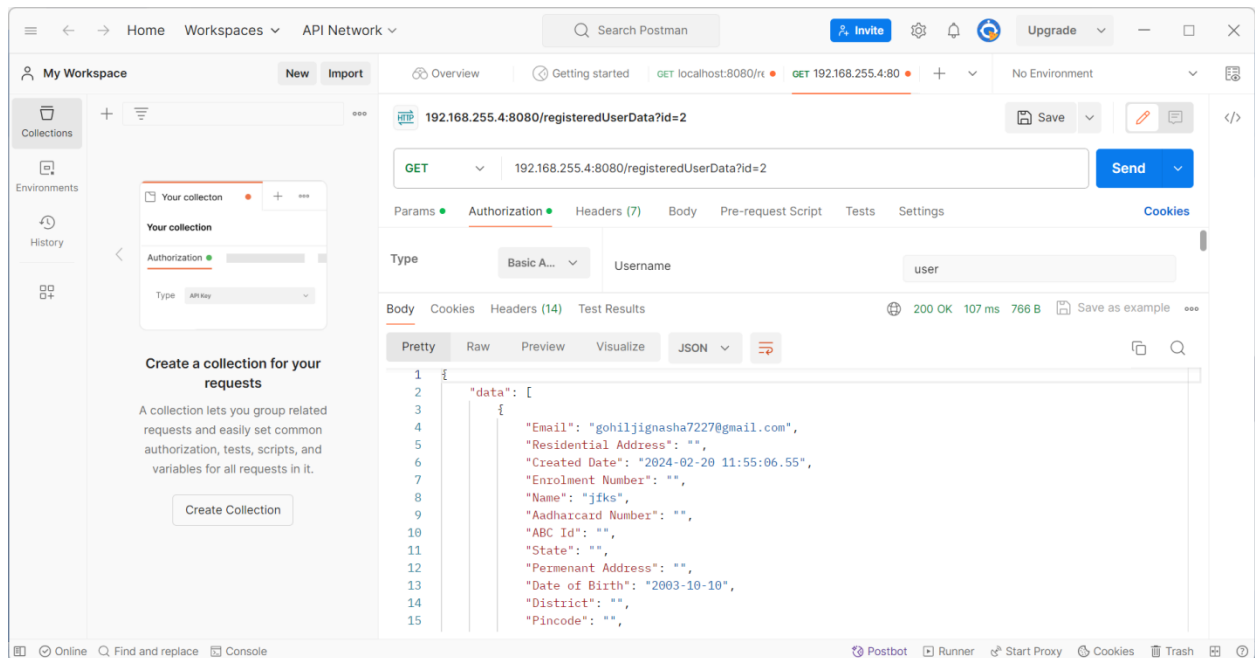 Home Workspaces API Network Search Postman Invite Upgrade
My Workspace New Import Overview Getting started GET localhost:8080/re GET 192.168.255.4:80 No Environment
Collections
Environments
History
Your collecton
Your collection
Authorization
Type API Key
Create a collection for your
requests
A collection lets you group related
requests and easily set common
authorization, tests, scripts, and
variables for all requests in it.
Create Collection
HTTP 192.168.255.4:8080/registeredUserData?id=2 Save
GET 192.168.255.4:8080/registeredUserData?id=2 Send
Params Authorization Headers (7) Body Pre-request Script Tests Settings Cookies
Type Basic A... Username user
Body Cookies Headers (14) Test Results 200 OK 107 ms 766 B Save as example
Pretty Raw Preview Visualize JSON
1 {
2 "data": [
3 {
4 "Email": "gohiljignasha7227@gmail.com",
5 "Residential Address": "",
6 "Created Date": "2024-02-20 11:55:06.55",
7 "Enrolment Number": "",
8 "Name": "jfks",
9 "Aadharcard Number": "",
10 "ABC Id": "",
11 "State": "",
12 "Permenant Address": "",
13 "Date of Birth": "2003-10-10",
14 "District": "",
15 "Pincode": "",
Online Find and replace Console Postbot Runner Start Proxy Cookies Trash